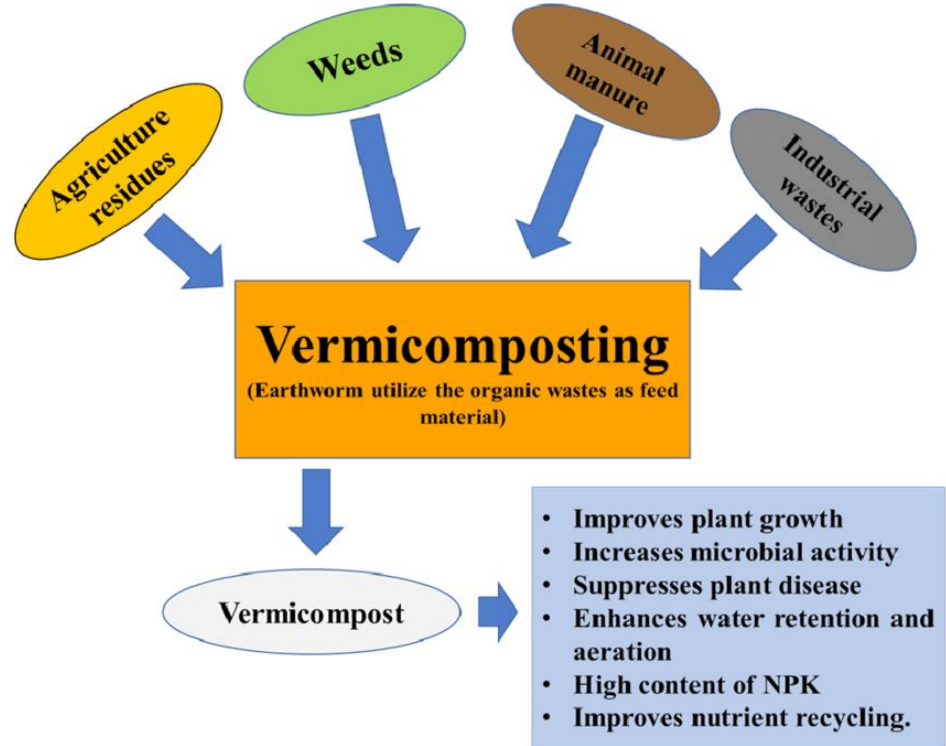 Agriculture
residues
Weeds
Animal
manure
Industrial
wastes
Vermicomposting
(Earthworm utilize the organic wastes as feed
material)
Vermicompost
• Improves plant growth
• Increases microbial activity
• Suppresses plant disease
• Enhances water retention and
aeration
• High content of NPK
• Improves nutrient recycling.